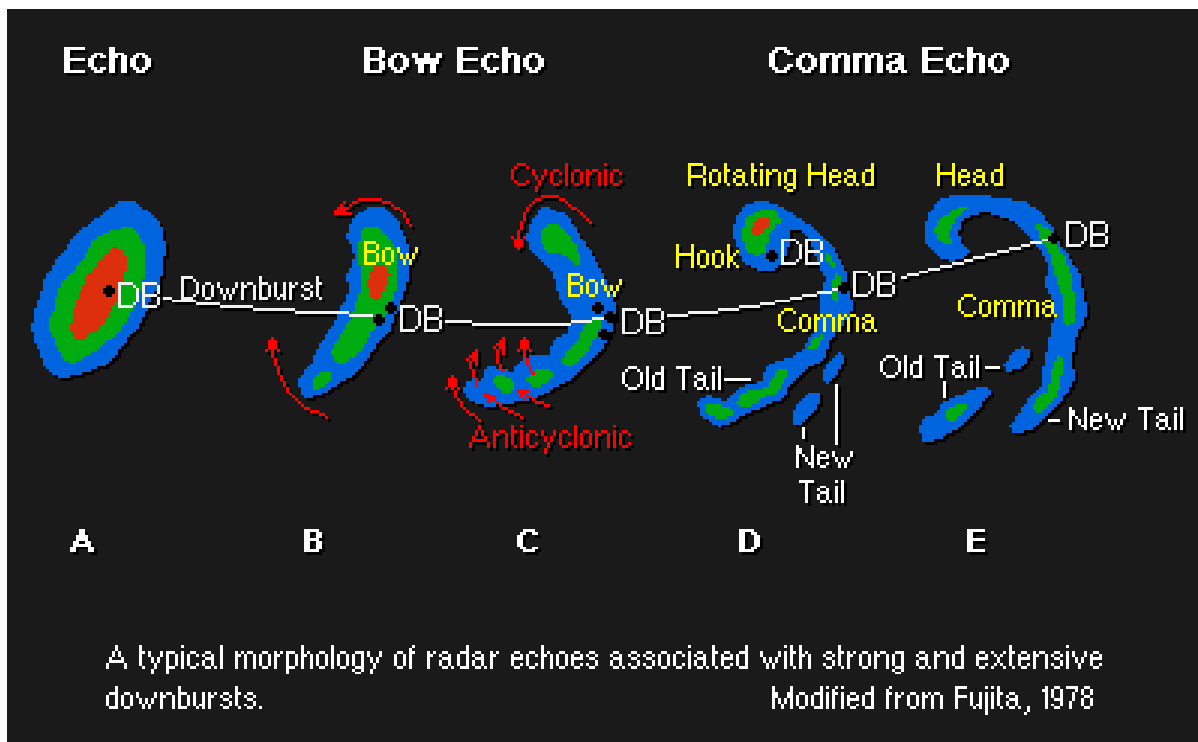 Echo
Bow Echo
Comma Echo
Cyclonic
Rotating Head
Head
Bow
Hook
DB
DB
DB
Downburst
Bow
DB
DB
DB
Comma
Comma
Old Tail
Old Tail
Anticyclonic
New Tail
New
Tail
A
B
C
D
E
A typical morphology of radar echoes associated with strong and extensive
downbursts.
Modified from Fujita, 1978